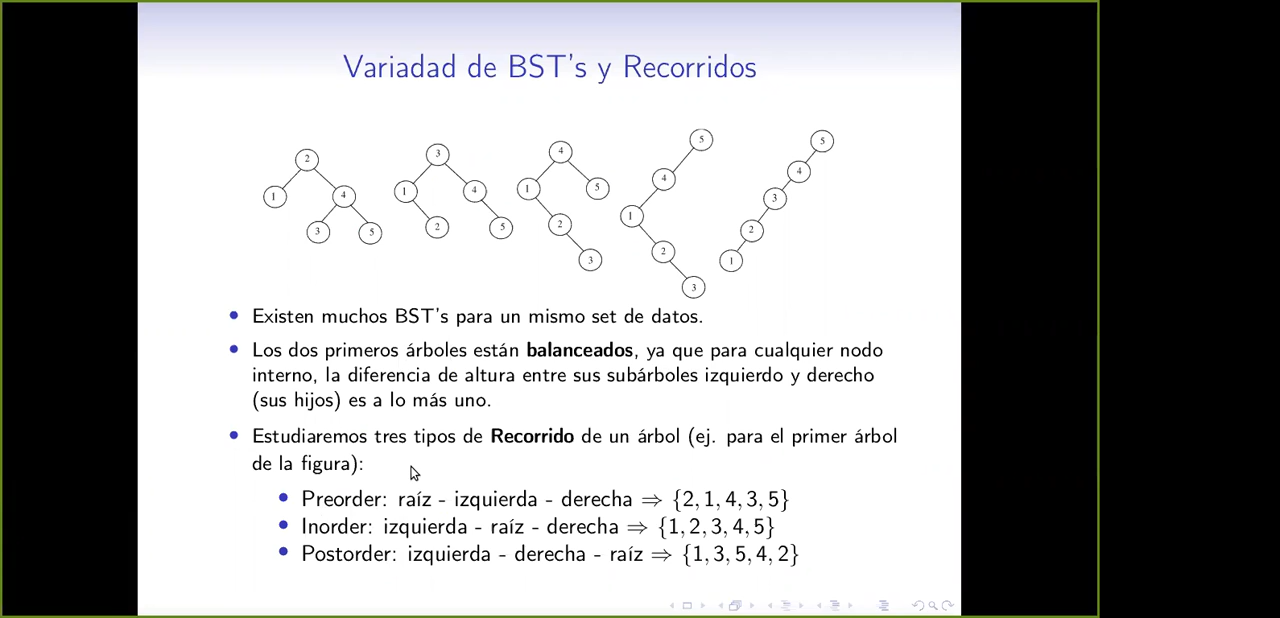 Variadad de BST's y Recorridos
2
1
4
3
5
3
1
4
2
5
4
1
5
2
3
5
4
1
2
3
5
4
3
2
1
Existen muchos BST's para un mismo set de datos.
Los dos primeros árboles están balanceados, ya que para cualquier nodo
interno, la diferencia de altura entre sus subárboles izquierdo y derecho
(sus hijos) es a lo más uno.
Estudiaremos tres tipos de Recorrido de un árbol (ej. para el primer árbol
de la figura):
Preorder: raíz - izquierda - derecha ⇒ {2, 1, 4, 3, 5}
Inorder: izquierda - raíz - derecha ⇒ {1, 2, 3, 4, 5}
Postorder: izquierda - derecha - raíz ⇒ {1, 3, 5, 4, 2}